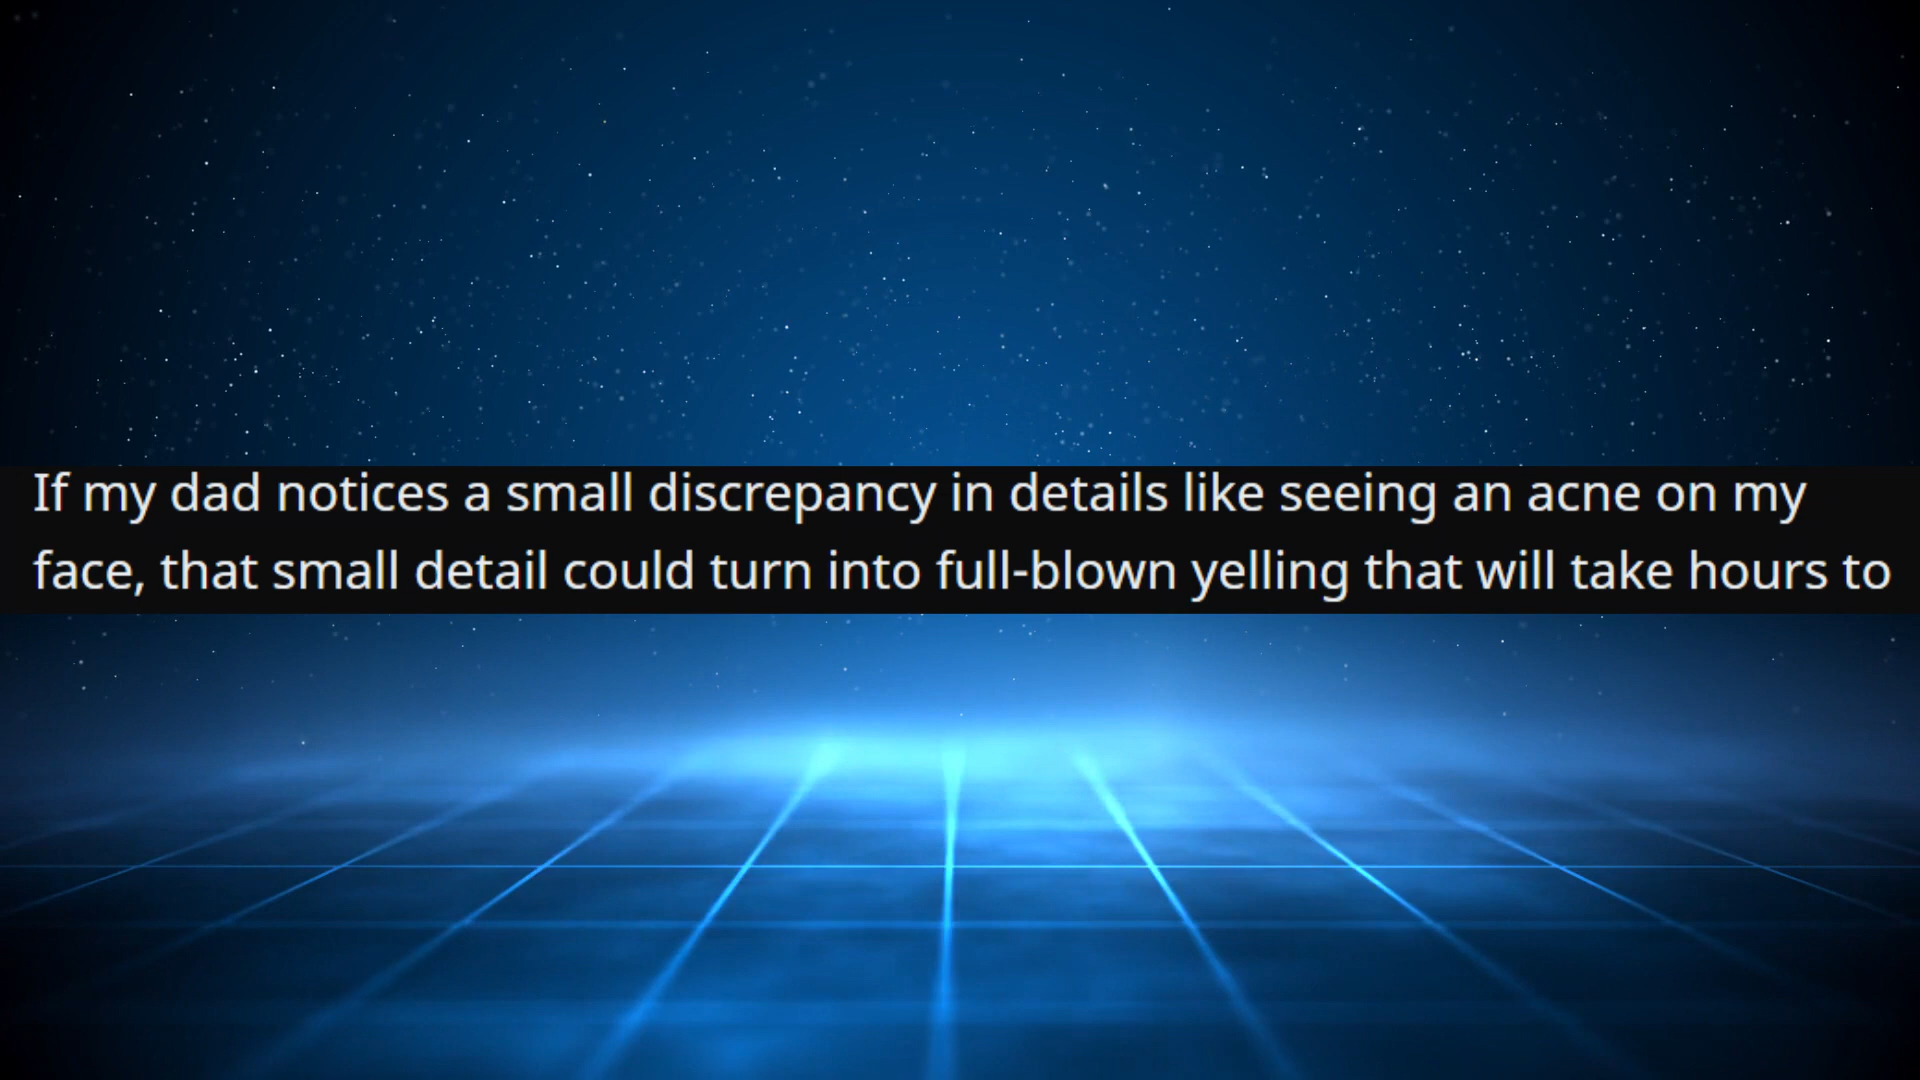 If my dad notices a small discrepancy in details like seeing an acne on my
face, that small detail could turn into full-blown yelling that will take hours to